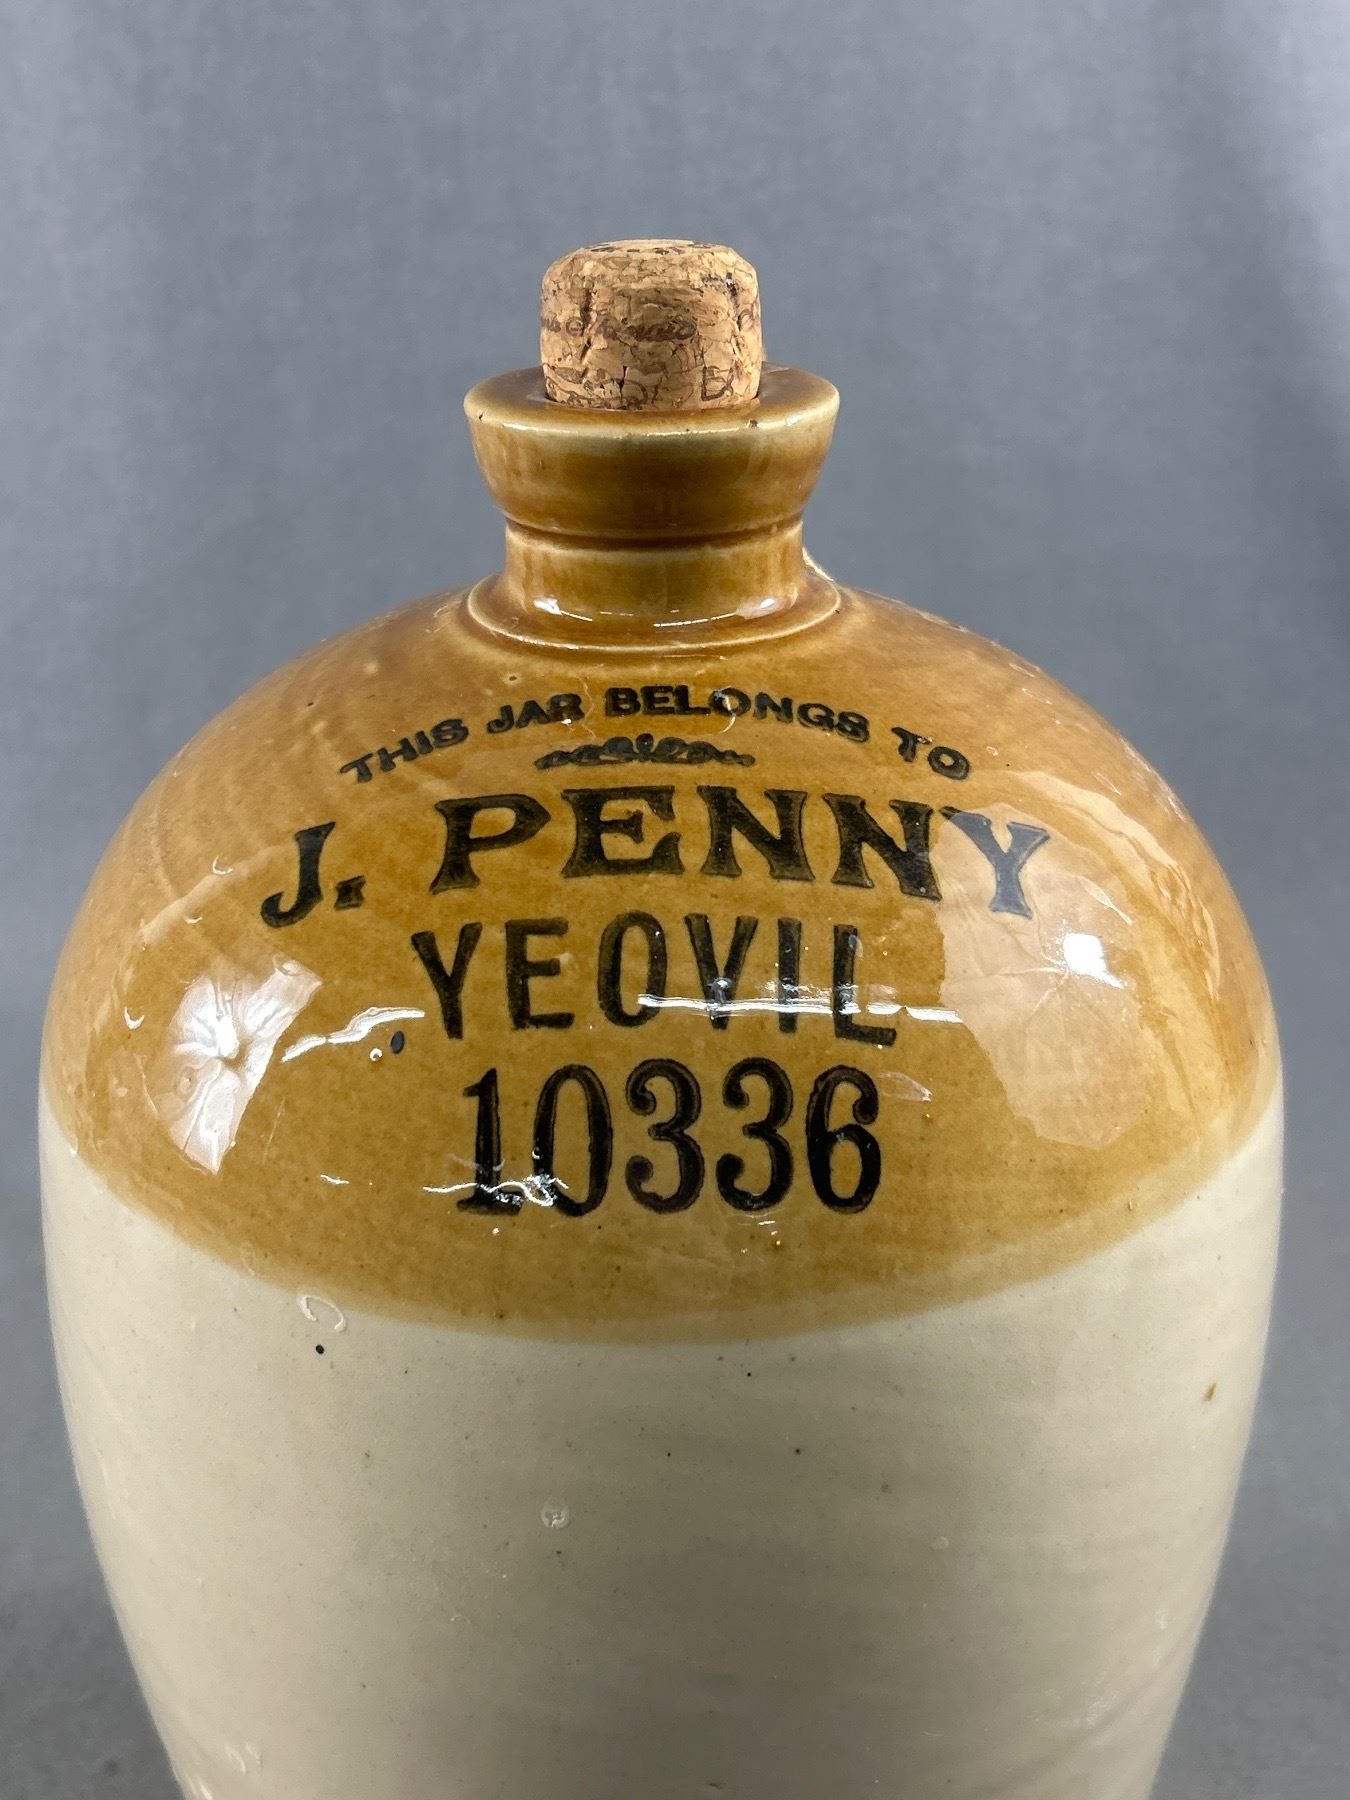 THIS JAR BELONGS TO
J. PENNY
YEOVIL
10336